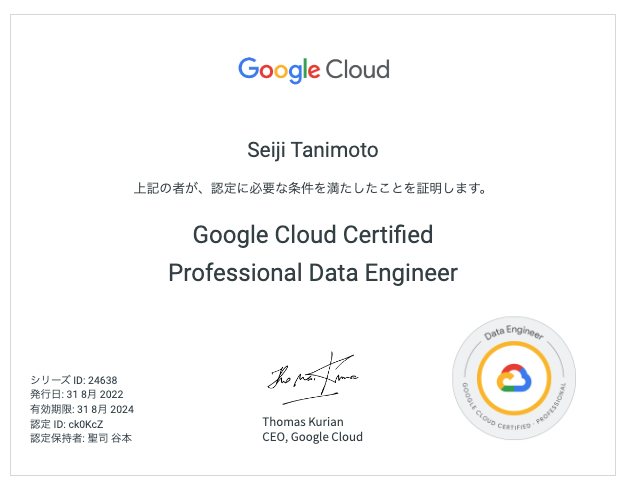 Google Cloud
Seiji Tanimoto
上記の者が、認定に必要な条件を満たしたことを証明します。
Google Cloud Certified
Professional Data Engineer
シリーズ ID: 24638
発行日: 31 8月 2022
有効期限: 31 8月 2024
認定 ID: ck0KcZ
認定保持者: 聖司 谷本
Thomas Kurian
Thomas Kurian
CEO, Google Cloud
Data Engineer
GOOGLE CLOUD CERTIFIED · PROFESSIONAL